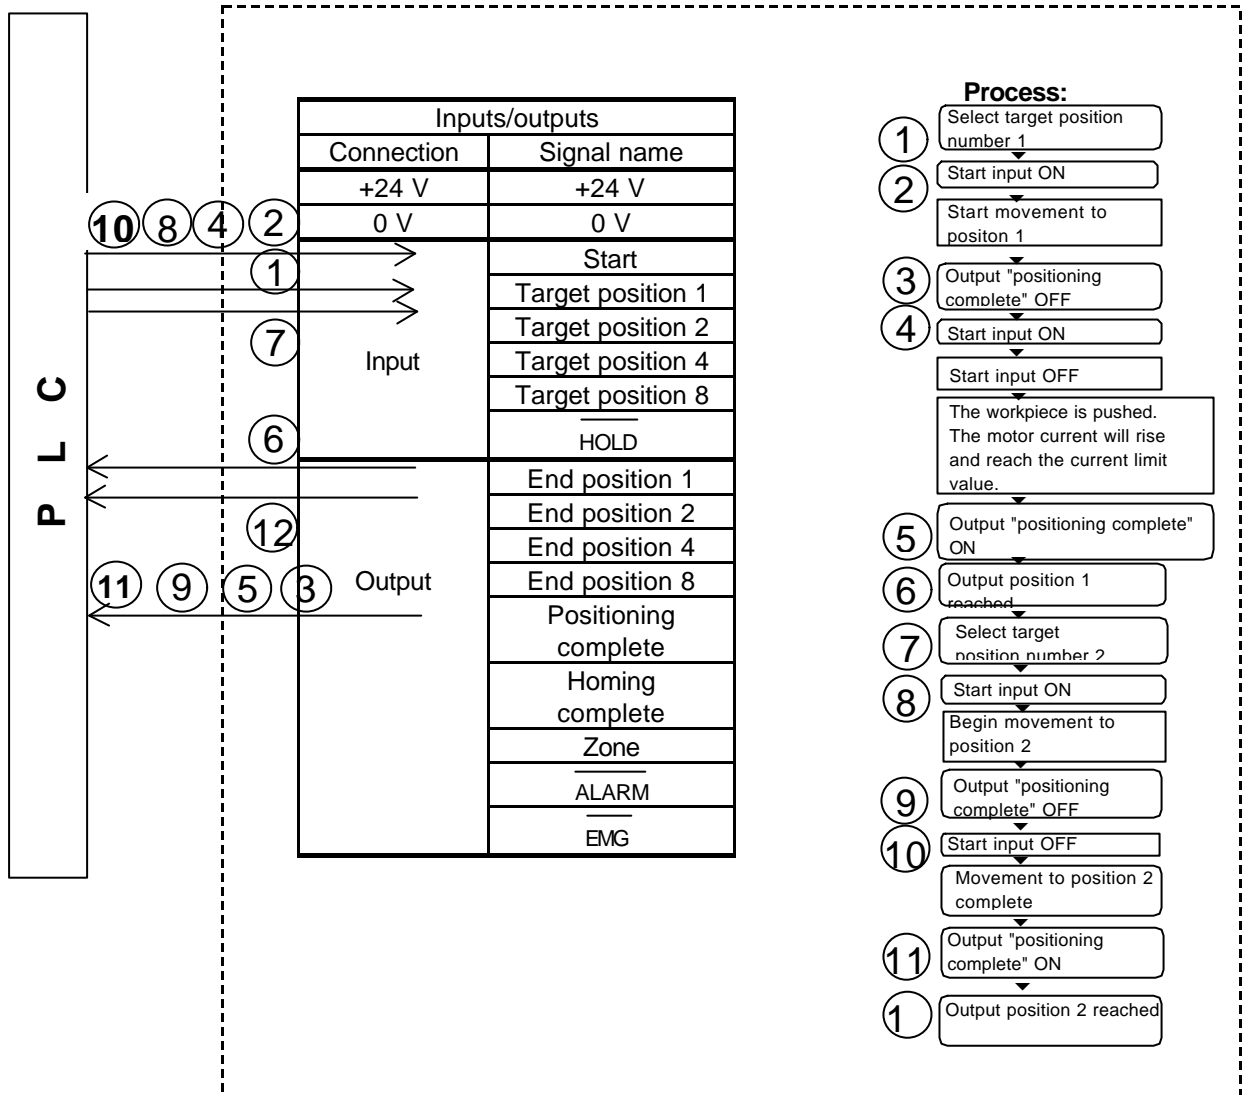 P L C
10 8 4 2
1
7
6
12
11 9 5 3
Inputs/outputs
Connection Signal name
+24 V +24 V
0 V 0 V
Input
Start
Target position 1
Target position 2
Target position 4
Target position 8
HOLD
Output
End position 1
End position 2
End position 4
End position 8
Positioning
complete
Homing
complete
Zone
ALARM
EMG
Process:
1 Select target position
number 1
2 Start input ON
Start movement to
positon 1
3 Output "positioning
complete" OFF
4 Start input ON
Start input OFF
The workpiece is pushed.
The motor current will rise
and reach the current limit
value.
5 Output "positioning complete"
ON
6 Output position 1
reached
7 Select target
position number 2
8 Start input ON
Begin movement to
position 2
9 Output "positioning
complete" OFF
10 Start input OFF
Movement to position 2
complete
11 Output "positioning
complete" ON
1 Output position 2 reached